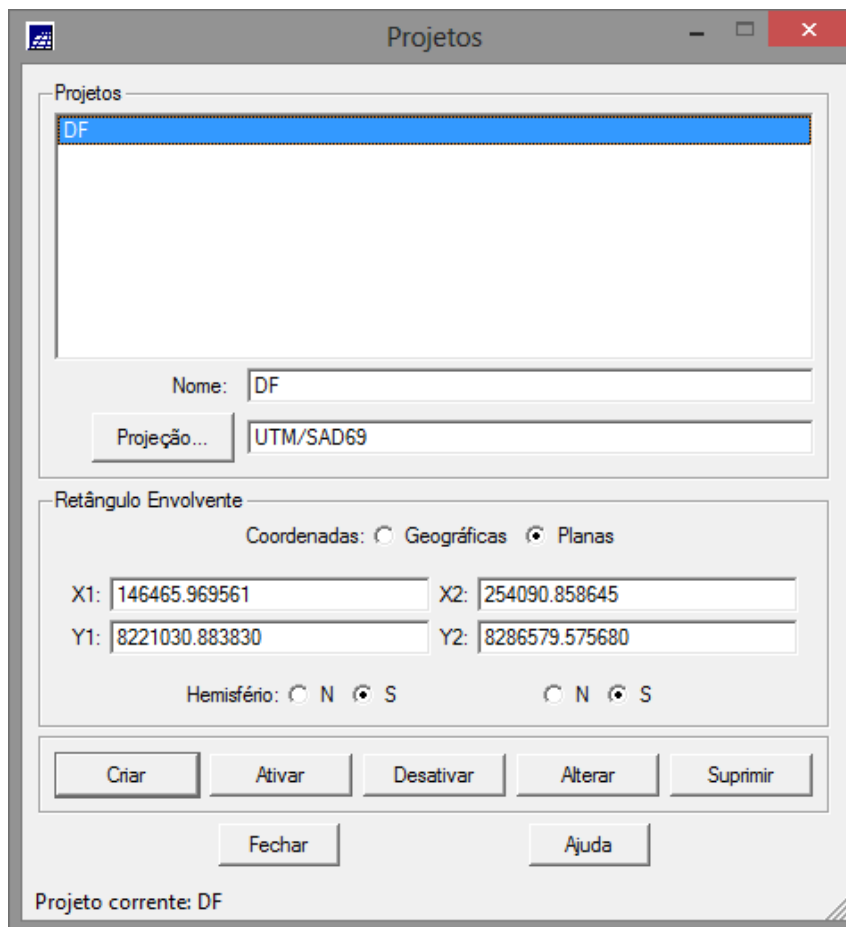 Projetos
Projetos
DF
Nome: DF
Projeção... UTM/SAD69
Retângulo Envolvente
Coordenadas: Geográficas Planas
X1: 146465.969561 X2: 254090.858645
Y1: 8221030.883830 Y2: 8286579.575680
Hemisfério: N S N S
Criar Ativar Desativar Alterar Suprimir
Fechar Ajuda
Projeto corrente: DF